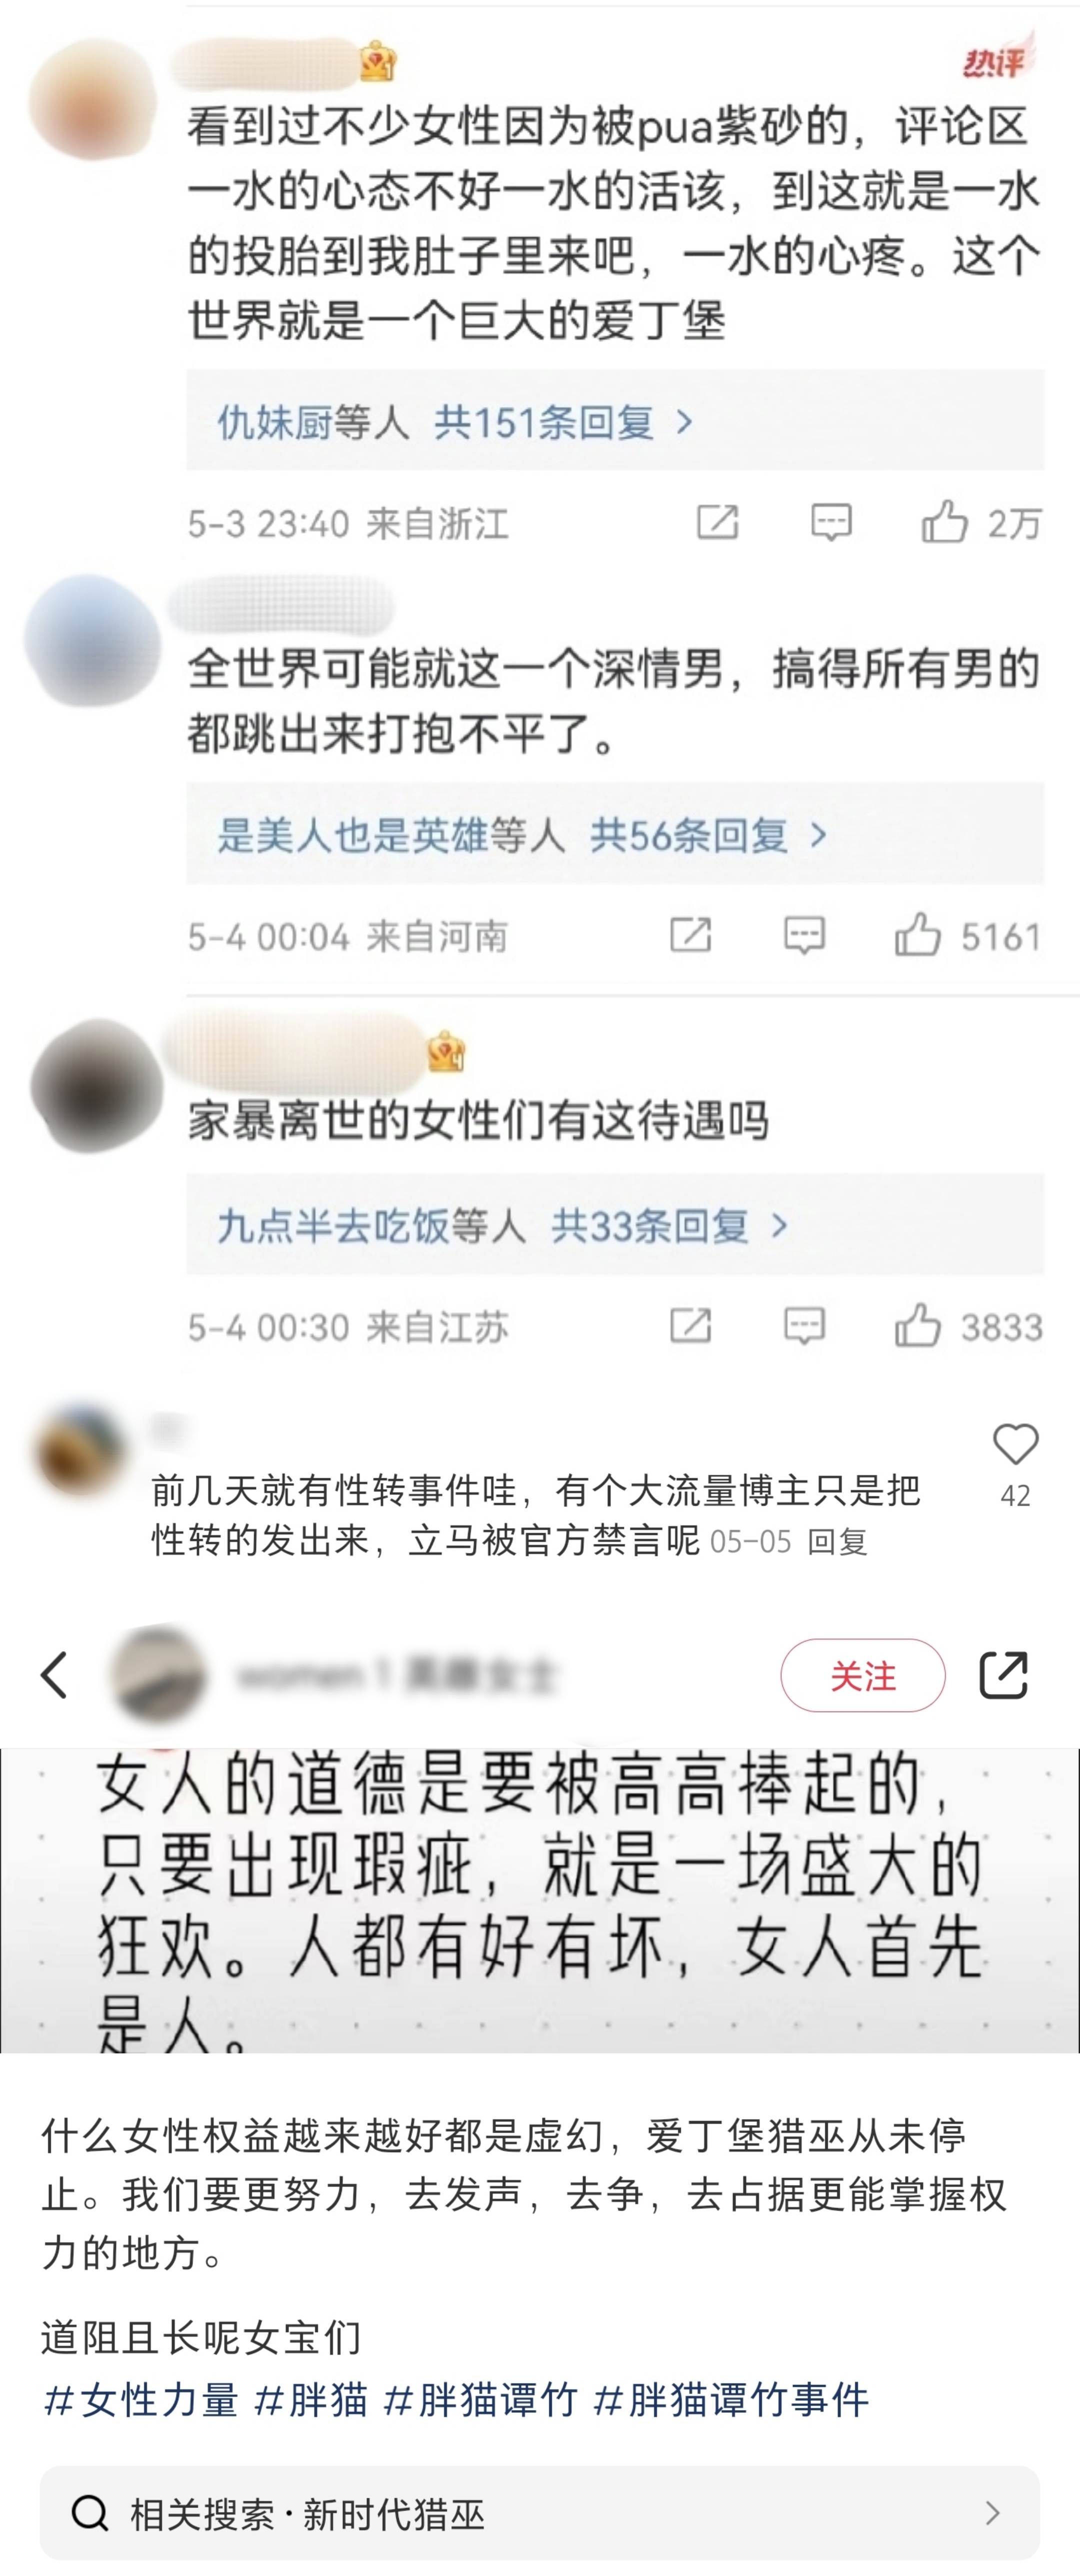 热评
看到过不少女性因为被pua紫砂的，评论区
一水的心态不好一水的活该，到这就是一水
的投胎到我肚子里来吧，一水的心疼。这个
世界就是一个巨大的爱丁堡
仇妹厨等人 共151条回复 >
5-3 23:40 来自浙江 2万
全世界可能就这一个深情男，搞得所有男的
都跳出来打抱不平了。
是美人也是英雄等人 共56条回复 >
5-4 00:04 来自河南 5161
家暴离世的女性们有这待遇吗
九点半去吃饭等人 共33条回复 >
5-4 00:30 来自江苏 3833
前几天就有性转事件哇，有个大流量博主只是把
性转的发出来，立马被官方禁言呢 05-05 回复
42
关注
女人的道德是要被高高捧起的，
只要出现瑕疵，就是一场盛大的
狂欢。人都有好有坏，女人首先
是人。
什么女性权益越来越好都是虚幻，爱丁堡猎巫从未停
止。我们要更努力，去发声，去争，去占据更能掌握权
力的地方。
道阻且长呢女宝们
#女性力量 #胖猫 #胖猫谭竹 #胖猫谭竹事件
相关搜索·新时代猎巫